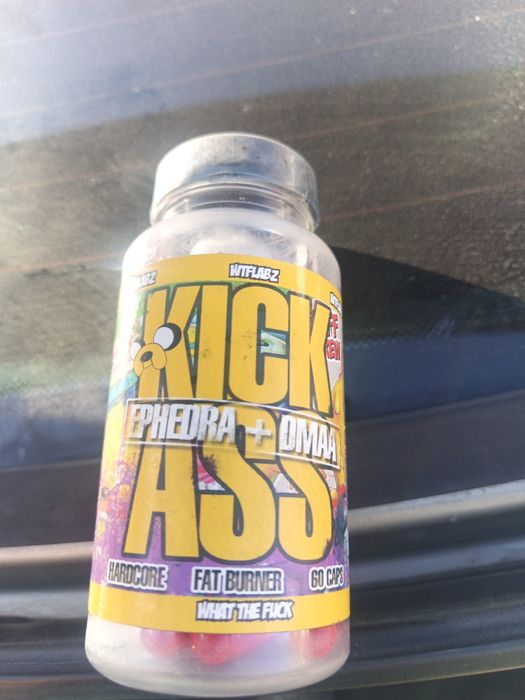 WTFLABZ
KICK
EPHEDRA + DMAA
ASS
HARDCORE FAT BURNER 60 CAPS
WHAT THE FUCK